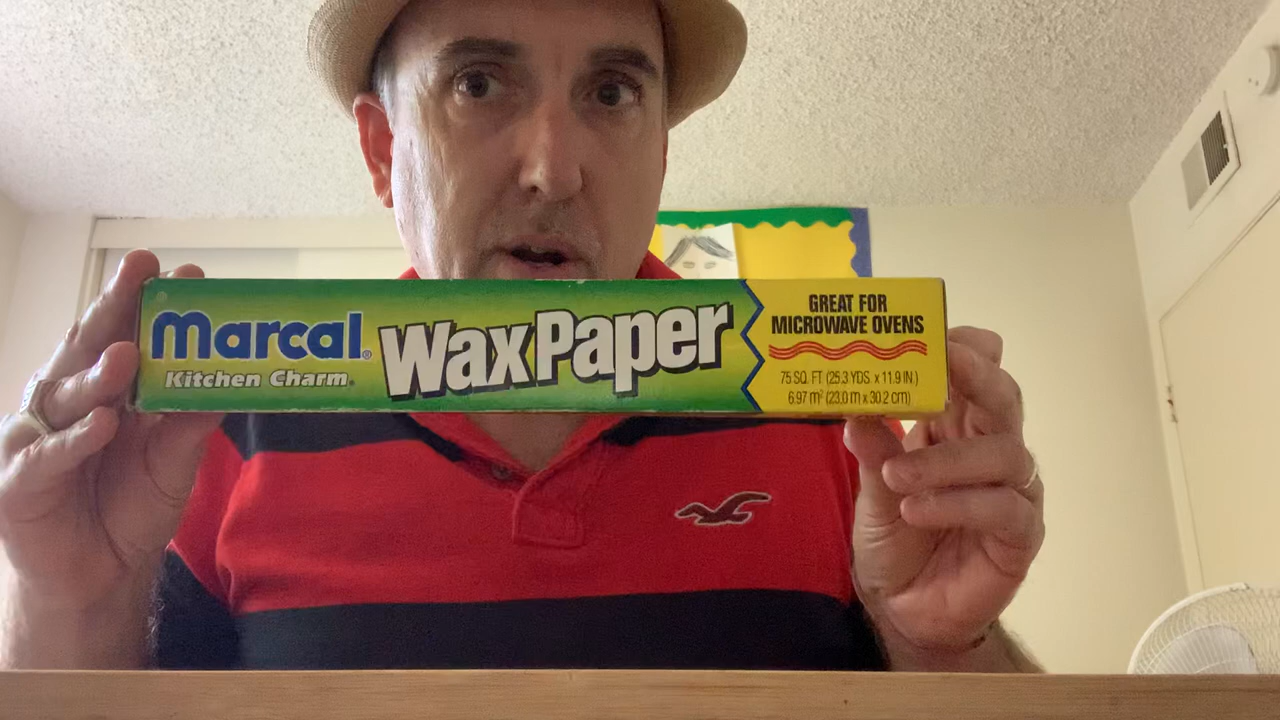 Marcal®
Kitchen Charm®
Wax Paper
GREAT FOR
MICROWAVE OVENS
75 SQ. FT. (25.3 YDS. x 11.9 IN.)
6.97 m² (23.0 m x 30.2 cm)